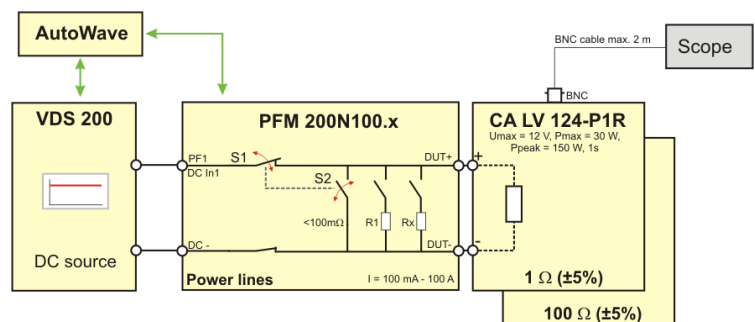 AutoWave
BNC cable max. 2 m
Scope
BNC
VDS 200
PFM 200N100.x
CA LV 124-P1R
Umax = 12 V, Pmax = 30 W,
Ppeak = 150 W, 1s
PF1
S1
DUT+
+
DC In1
S2
<100mΩ
R1
Rx
DC source
DC -
DUT-
-
Power lines
I = 100 mA - 100 A
1 Ω (±5%)
100 Ω (±5%)